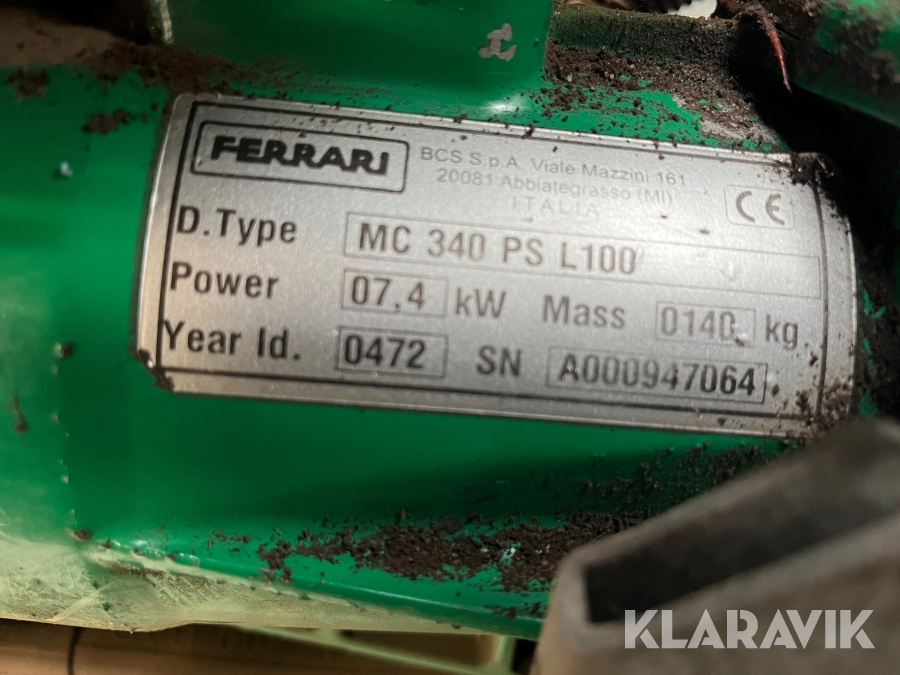 FERRARI
BCS S.p.A. Viale Mazzini 161
20081 Abbiategrasso (MI)
ITALIA
CE
D.Type MC 340 PS L100
Power 07,4 kW Mass 0140 kg
Year Id. 0472 SN A000947064
KLARAVIK